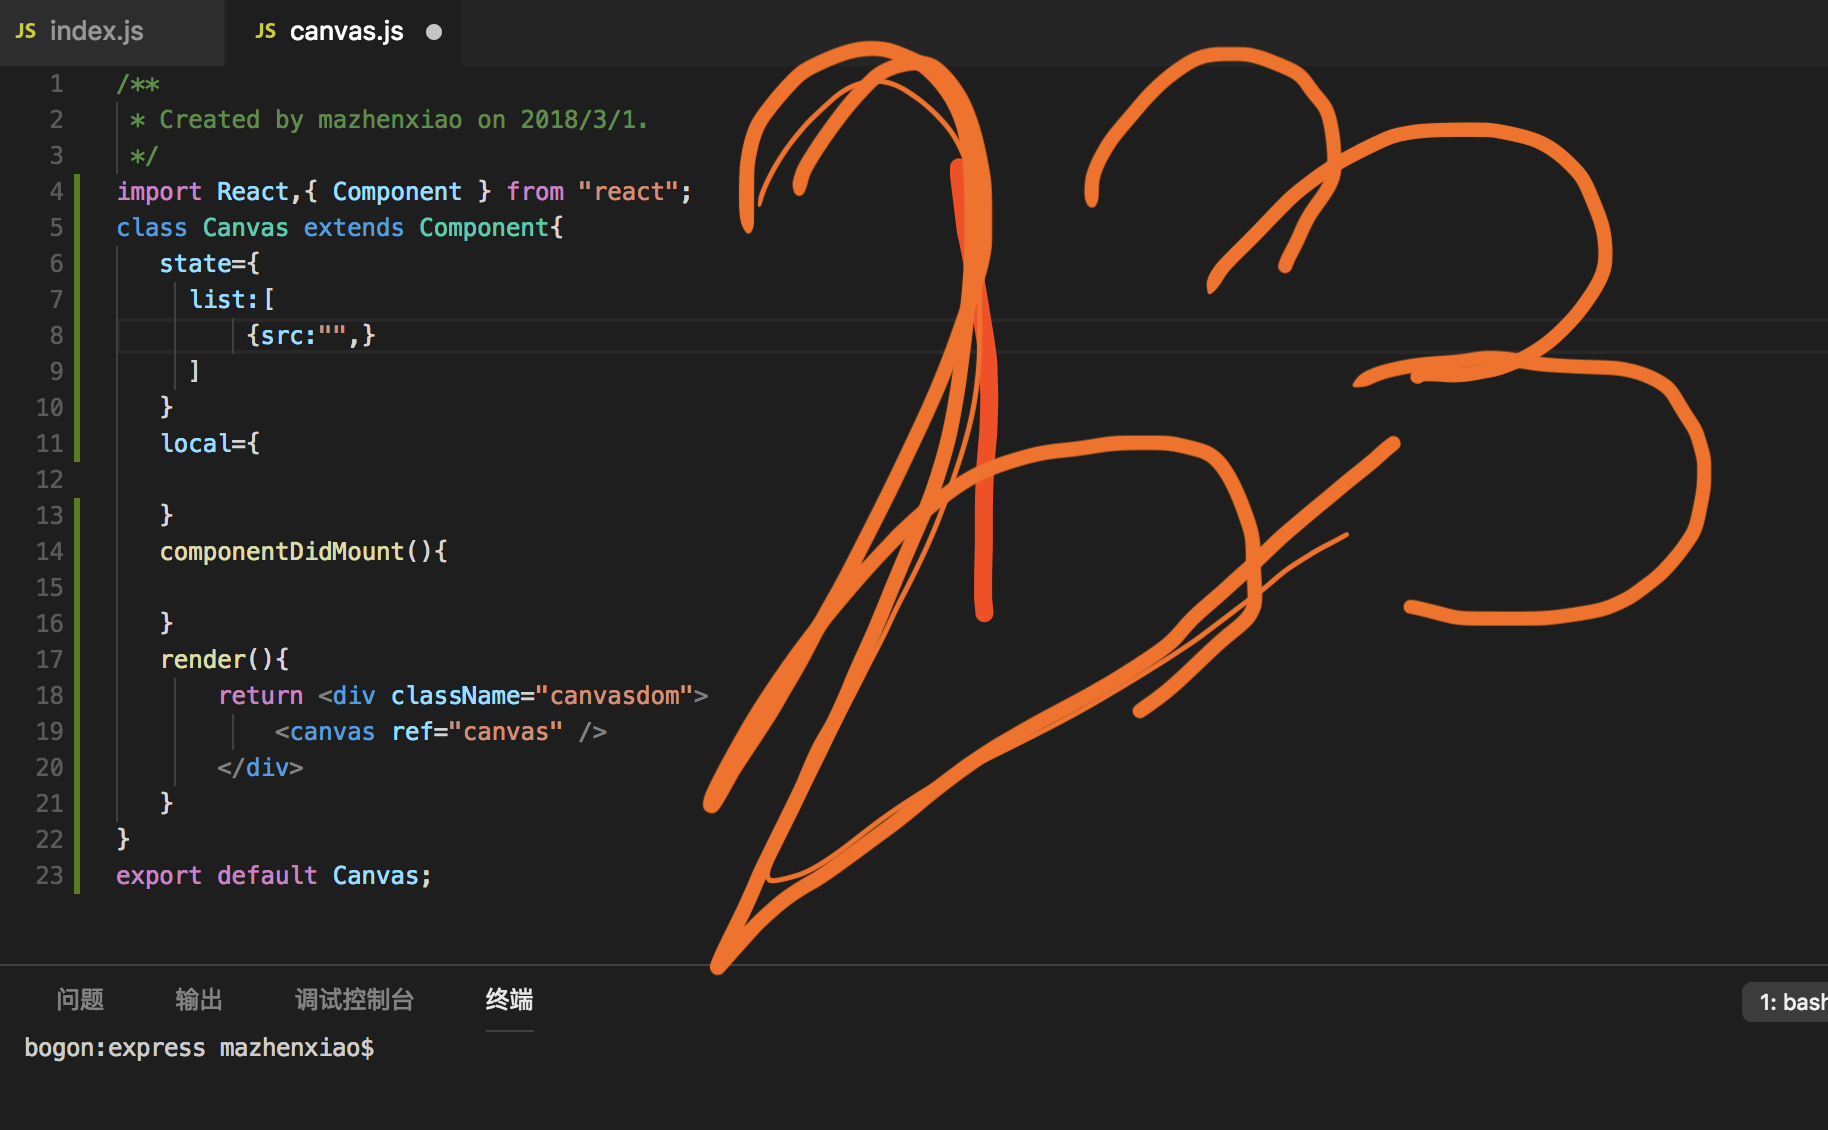 JS index.js JS canvas.js
1 /**
2 * Created by mazhenxiao on 2018/3/1.
3 */
4 import React,{ Component } from "react";
5 class Canvas extends Component{
6 state={
7 list:[
8 {src:"",}
9 ]
10 }
11 local={
12
13 }
14 componentDidMount(){
15
16 }
17 render(){
18 return <div className="canvasdom">
19 <canvas ref="canvas" />
20 </div>
21 }
22 }
23 export default Canvas;
问题 输出 调试控制台 终端 1: bash
bogon:express mazhenxiao$